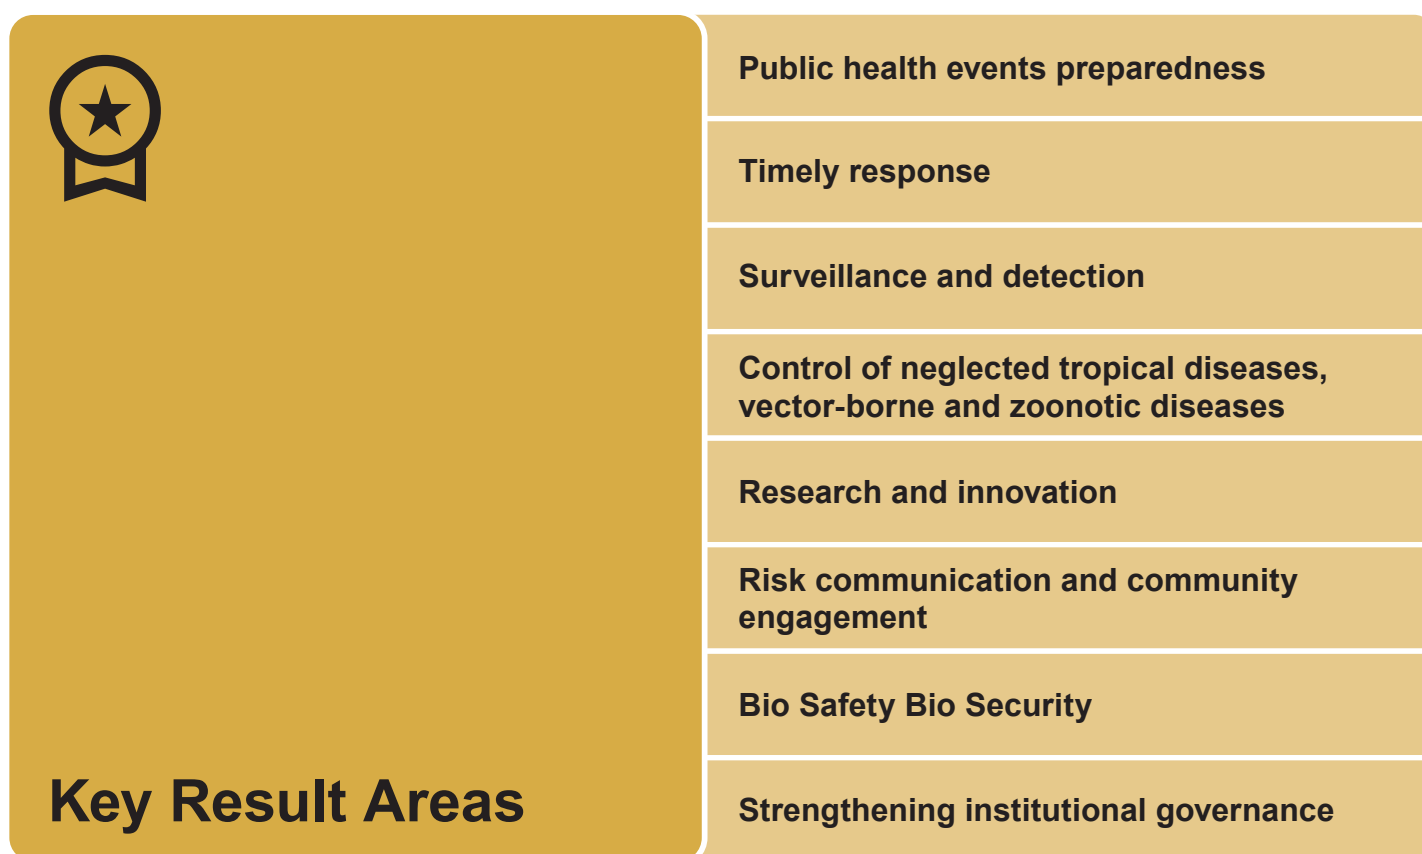 Key Result Areas
Public health events preparedness
Timely response
Surveillance and detection
Control of neglected tropical diseases,
vector-borne and zoonotic diseases
Research and innovation
Risk communication and community
engagement
Bio Safety Bio Security
Strengthening institutional governance